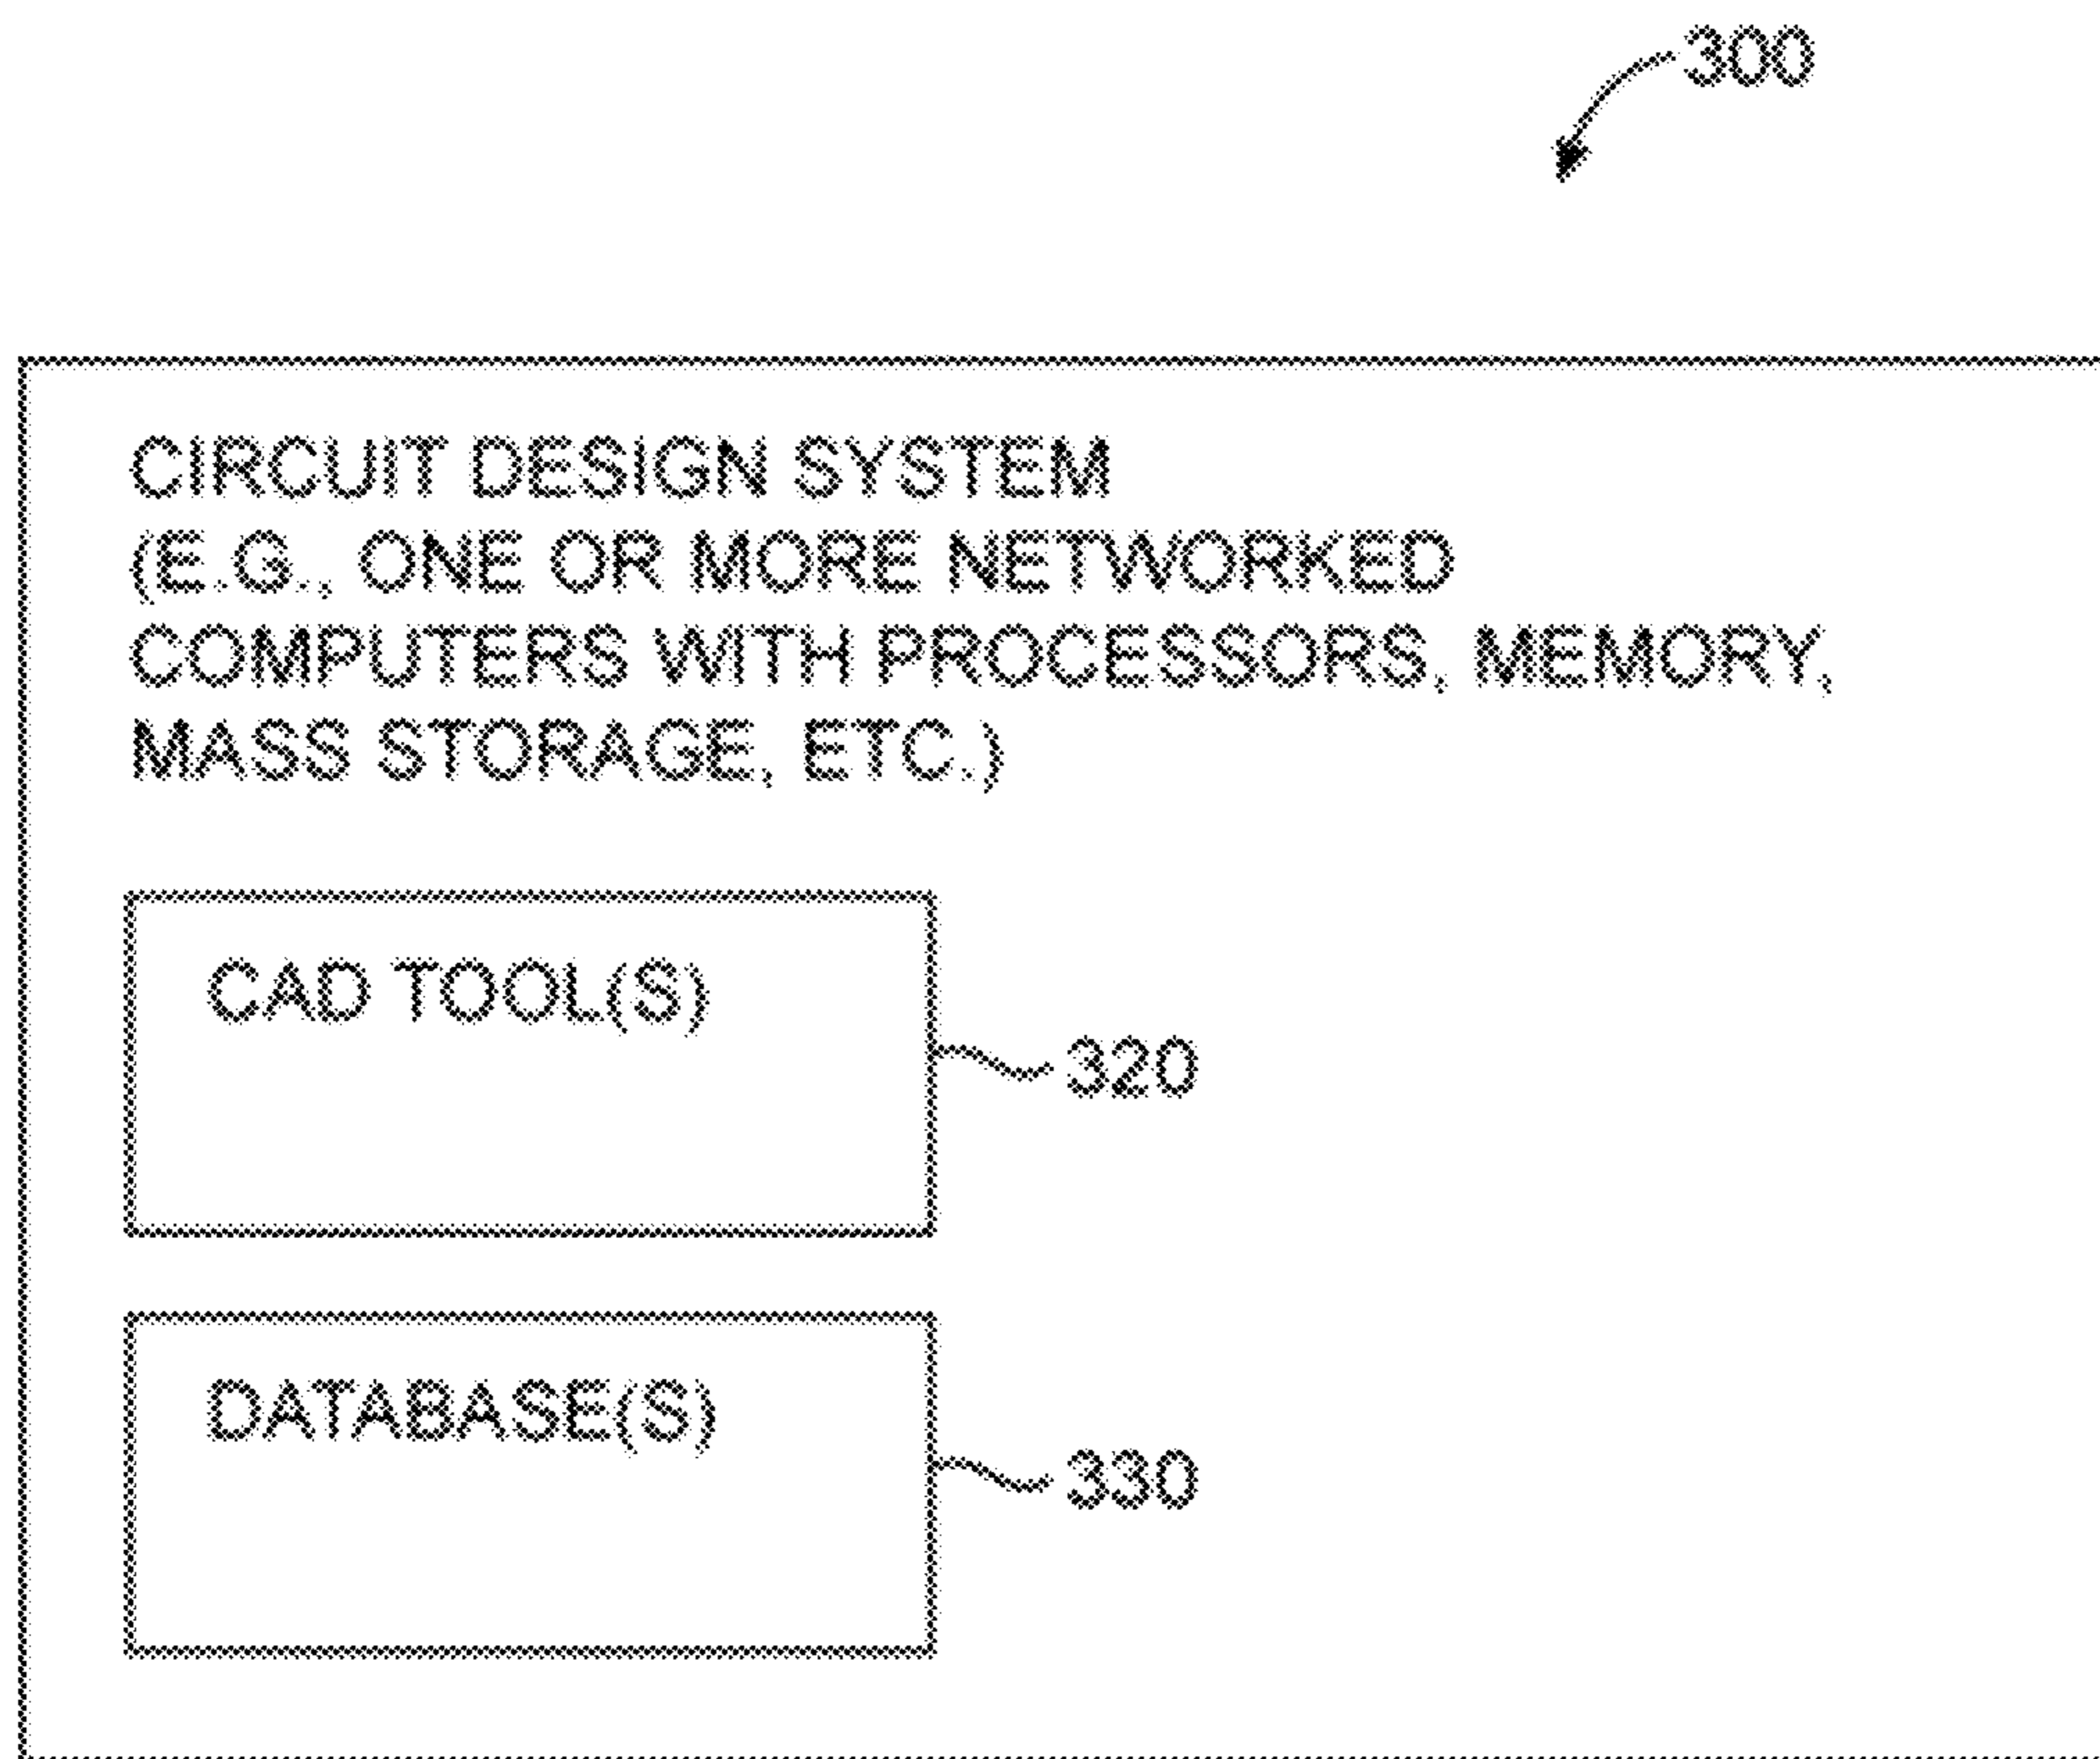 300
CIRCUIT DESIGN SYSTEM
(E.G., ONE OR MORE NETWORKED
COMPUTERS WITH PROCESSORS, MEMORY,
MASS STORAGE, ETC.)
CAD TOOL(S)
320
DATABASE(S)
330